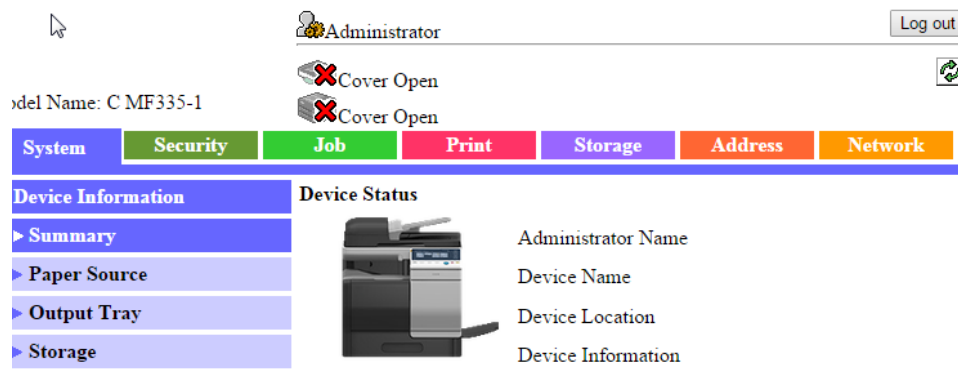 Administrator
Log out
Cover Open
odel Name: C MF335-1
Cover Open
System Security Job Print Storage Address Network
Device Information
Device Status
Summary
Administrator Name
Paper Source
Device Name
Output Tray
Device Location
Storage
Device Information